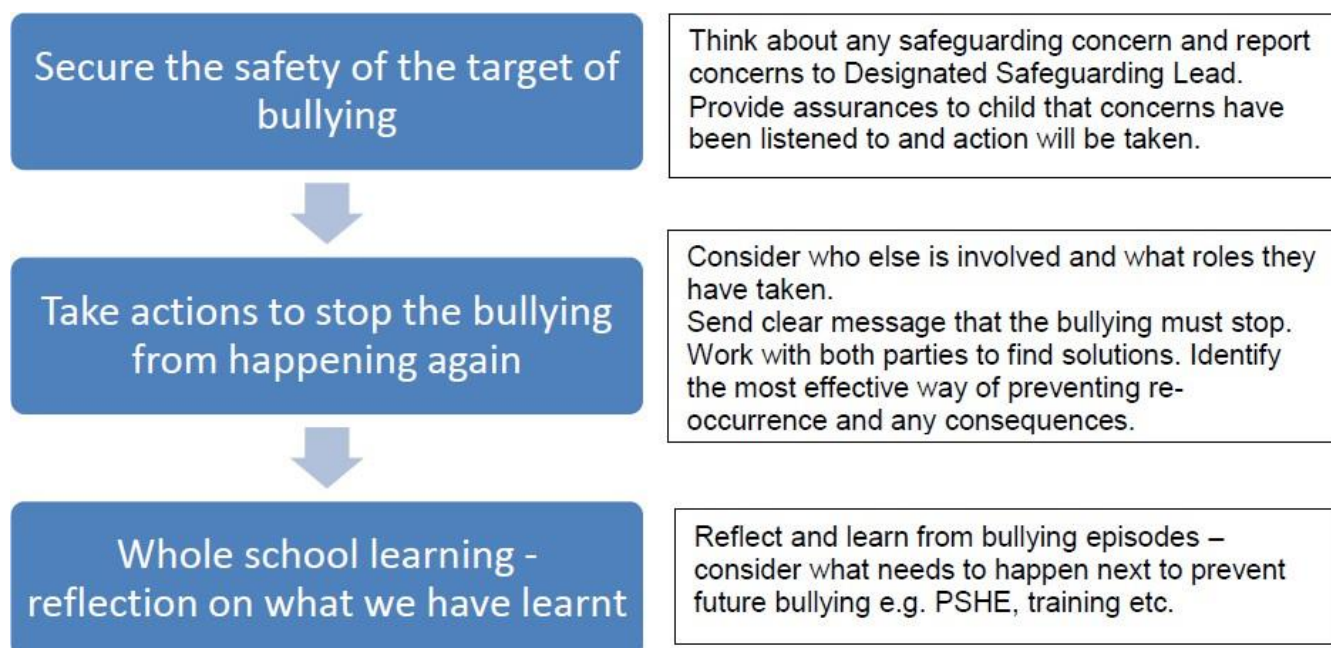 Secure the safety of the target of
bullying
Think about any safeguarding concern and report
concerns to Designated Safeguarding Lead.
Provide assurances to child that concerns have
been listened to and action will be taken.
Take actions to stop the bullying
from happening again
Consider who else is involved and what roles they
have taken.
Send clear message that the bullying must stop.
Work with both parties to find solutions. Identify
the most effective way of preventing re-
occurrence and any consequences.
Whole school learning -
reflection on what we have learnt
Reflect and learn from bullying episodes –
consider what needs to happen next to prevent
future bullying e.g. PSHE, training etc.